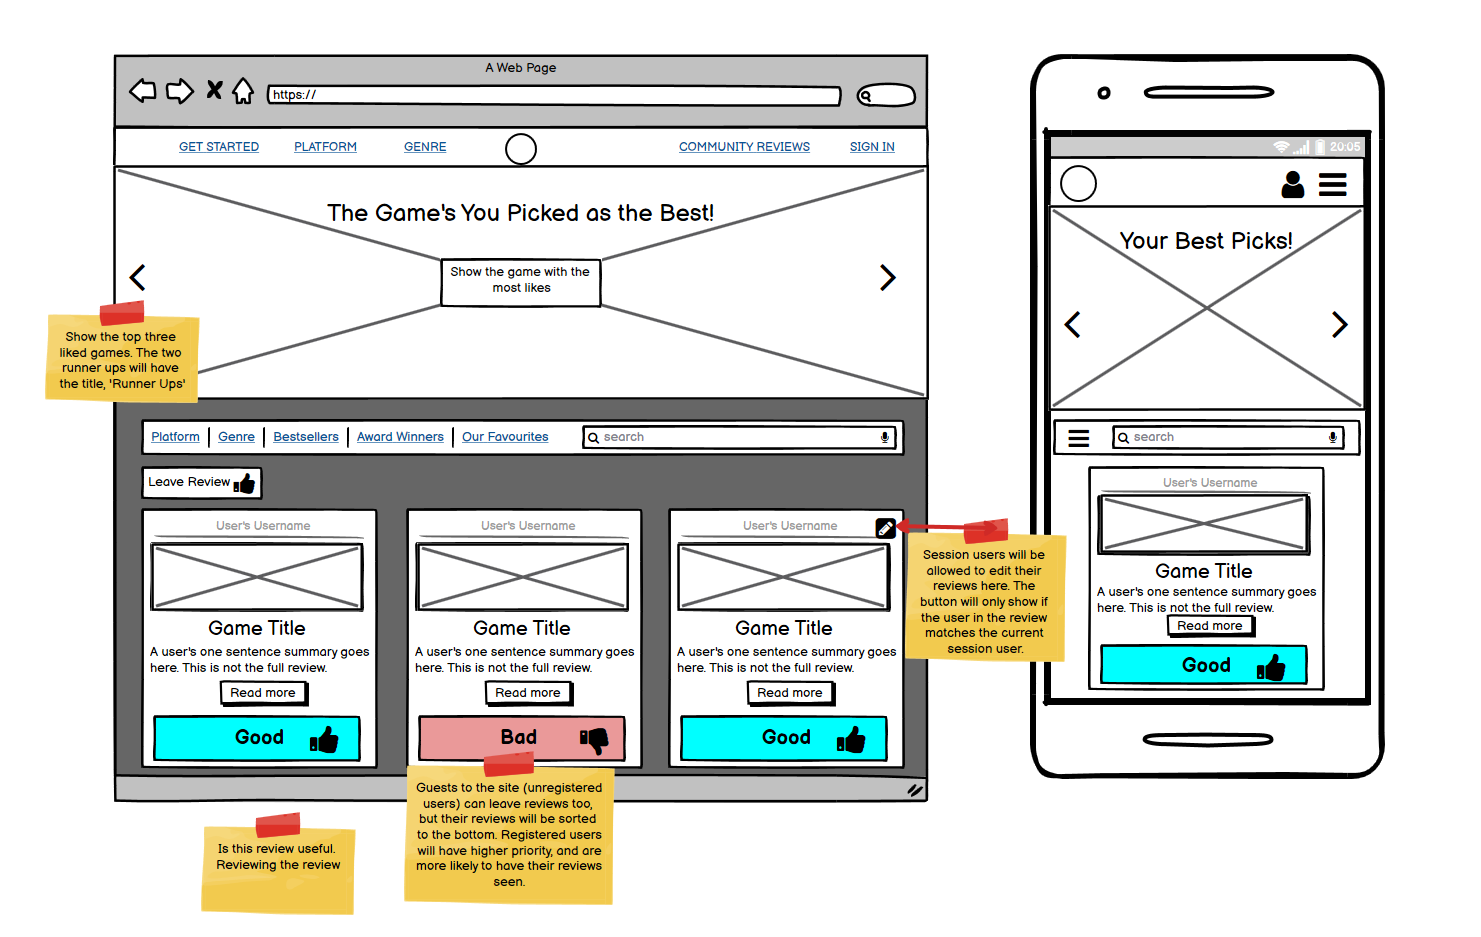 A Web Page
https://
GET STARTED
PLATFORM
GENRE
COMMUNITY REVIEWS
SIGN IN
The Game's You Picked as the Best!
Show the game with the
most likes
Show the top three
liked games. The two
runner ups will have
the title, 'Runner Ups'
Platform
Genre
Bestsellers
Award Winners
Our Favourites
search
Leave Review
User's Username
Game Title
A user's one sentence summary goes
here. This is not the full review.
Read more
Good
User's Username
Game Title
A user's one sentence summary goes
here. This is not the full review.
Read more
Bad
User's Username
Game Title
A user's one sentence summary goes
here. This is not the full review.
Read more
Good
Session users will be
allowed to edit their
reviews here. The
button will only show if
the user in the review
matches the current
session user.
Is this review useful.
Reviewing the review
Guests to the site (unregistered
users) can leave reviews too,
but their reviews will be sorted
to the bottom. Registered users
will have higher priority, and are
more likely to have their reviews
seen.
20:05
Your Best Picks!
search
User's Username
Game Title
A user's one sentence summary goes
here. This is not the full review.
Read more
Good